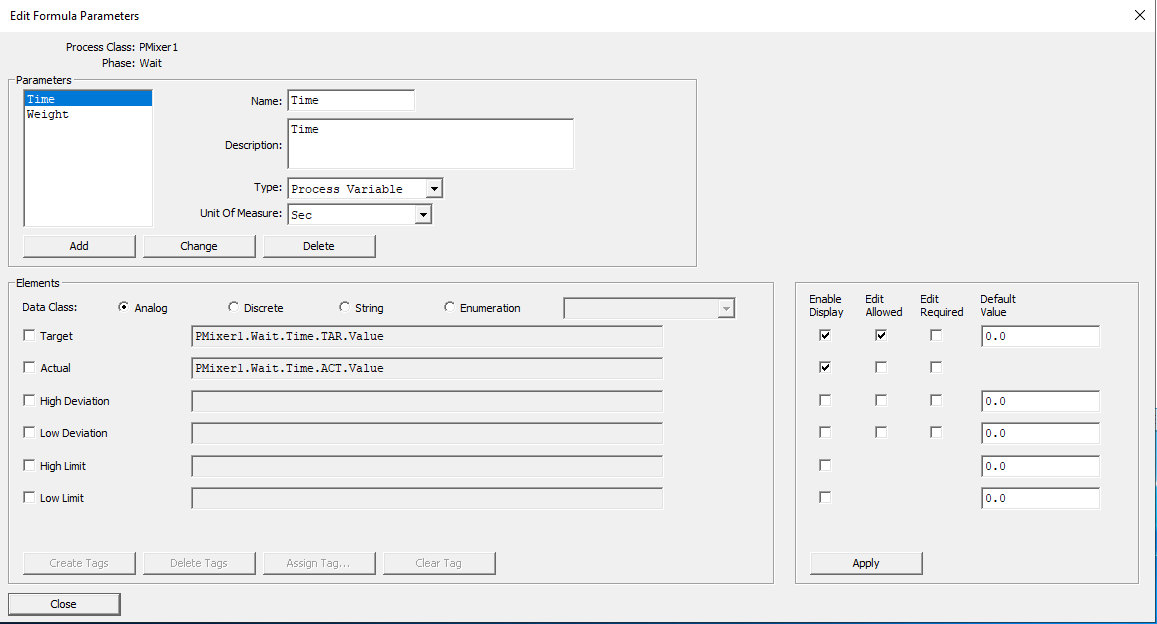 Edit Formula Parameters
Process Class: PMixer1
Phase: Wait
Parameters
Time
Weight
Name: Time
Description: Time
Type: Process Variable
Unit Of Measure: Sec
Add Change Delete
Elements
Data Class: Analog Discrete String Enumeration
Enable Display
Edit Allowed
Edit Required
Default Value
Target PMixer1.Wait.Time.TAR.Value 0.0
Actual PMixer1.Wait.Time.ACT.Value
High Deviation 0.0
Low Deviation 0.0
High Limit 0.0
Low Limit 0.0
Create Tags Delete Tags Assign Tag... Clear Tag
Apply
Close